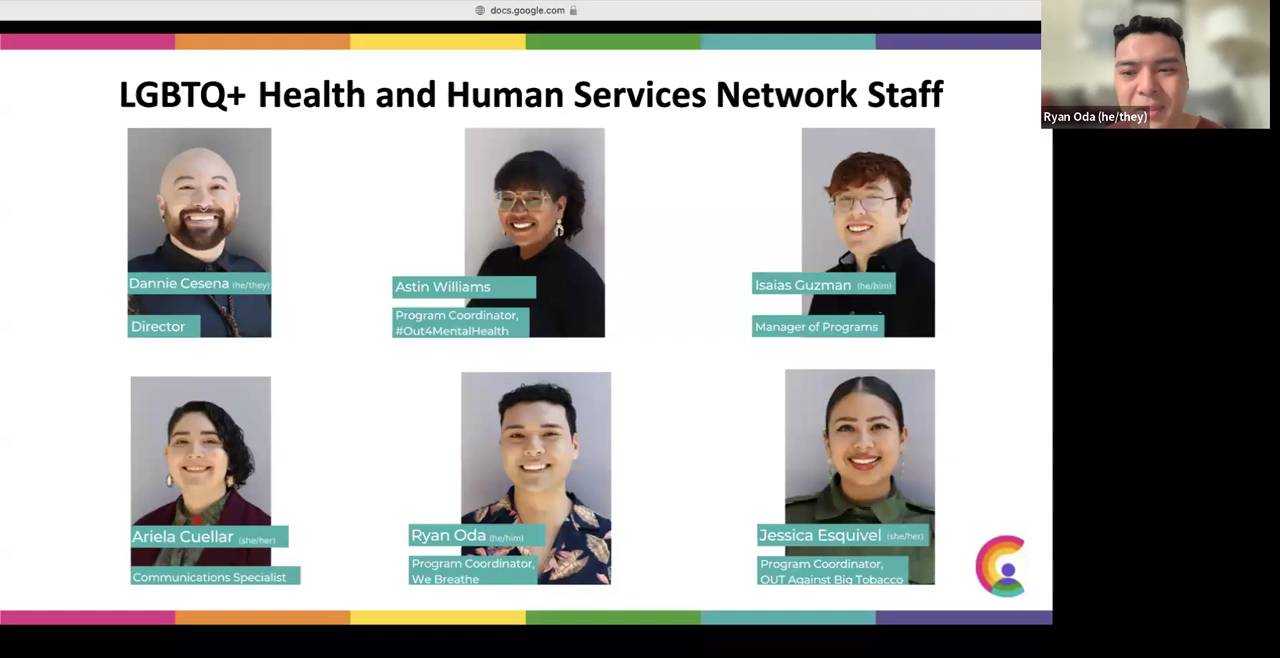 docs.google.com
Ryan Oda (he/they)
LGBTQ+ Health and Human Services Network Staff
Dannie Cesena (he/they)
Director
Astin Williams
Program Coordinator,
#Out4MentalHealth
Isaias Guzman (he/him)
Manager of Programs
Ariela Cuellar (she/her)
Communications Specialist
Ryan Oda (he/him)
Program Coordinator,
We Breathe
Jessica Esquivel (she/her)
Program Coordinator,
OUT Against Big Tobacco